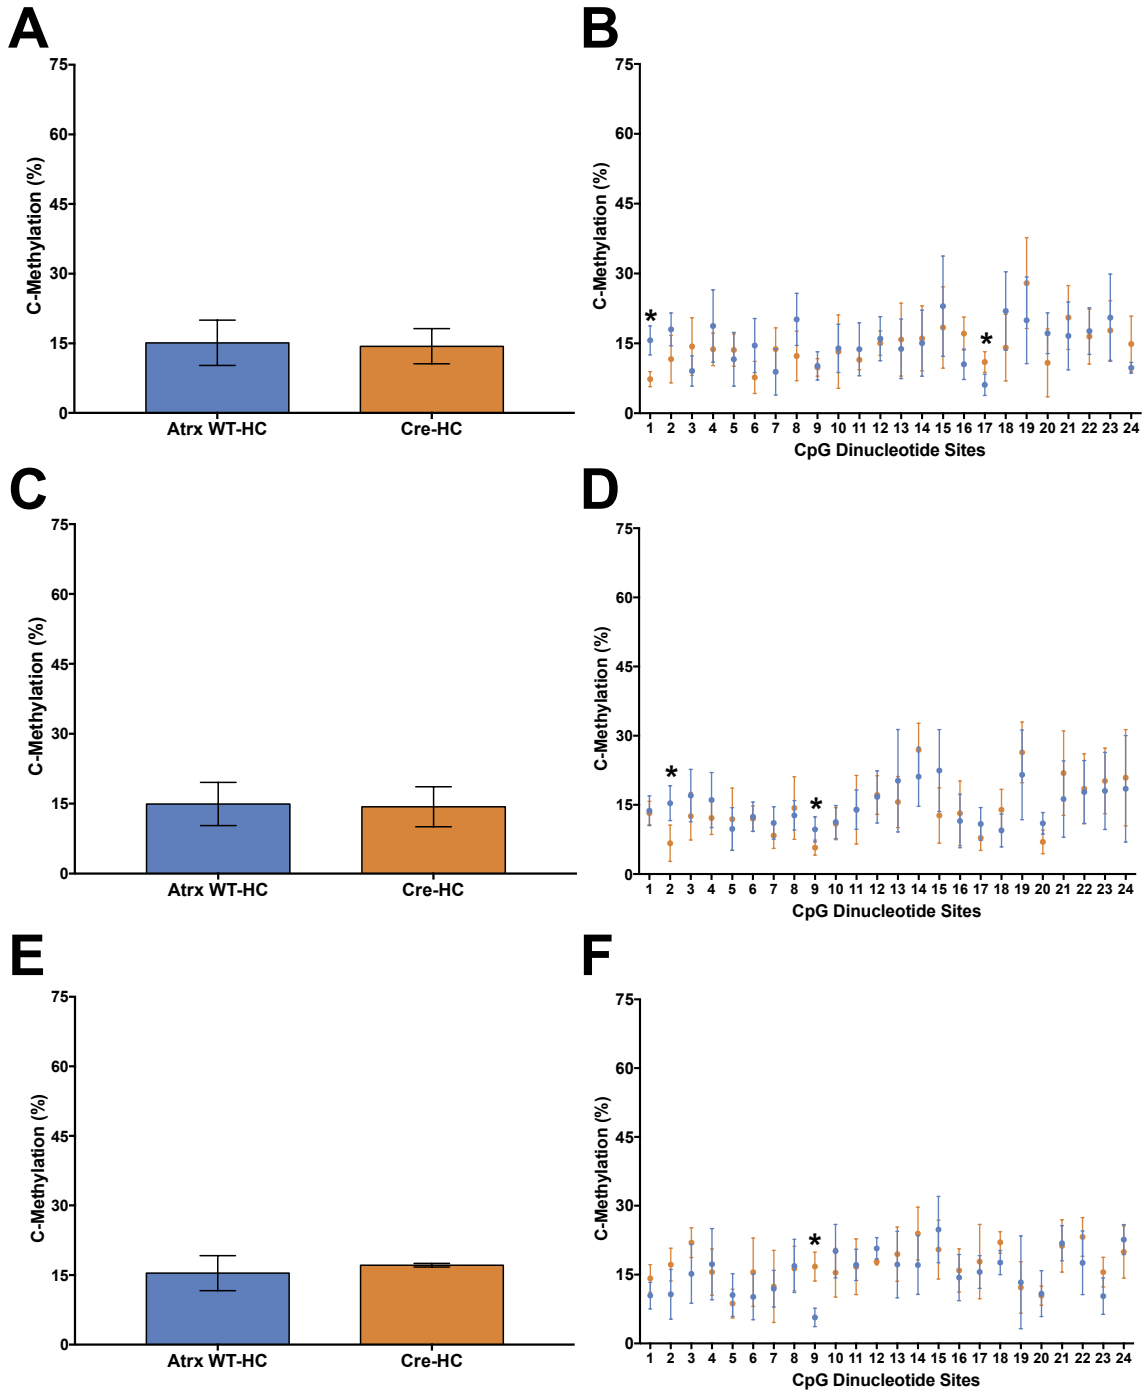 A
C-Methylation (%)
75
60
45
30
15
0
Atrx WT-HC Cre-HC
B
C-Methylation (%)
75
60
45
30
15
0
* *
1 2 3 4 5 6 7 8 9 10 11 12 13 14 15 16 17 18 19 20 21 22 23 24
CpG Dinucleotide Sites
C
C-Methylation (%)
75
60
45
30
15
0
Atrx WT-HC Cre-HC
D
C-Methylation (%)
75
60
45
30
15
0
* *
1 2 3 4 5 6 7 8 9 10 11 12 13 14 15 16 17 18 19 20 21 22 23 24
CpG Dinucleotide Sites
E
C-Methylation (%)
75
60
45
30
15
0
Atrx WT-HC Cre-HC
F
C-Methylation (%)
75
60
45
30
15
0
*
1 2 3 4 5 6 7 8 9 10 11 12 13 14 15 16 17 18 19 20 21 22 23 24
CpG Dinucleotide Sites